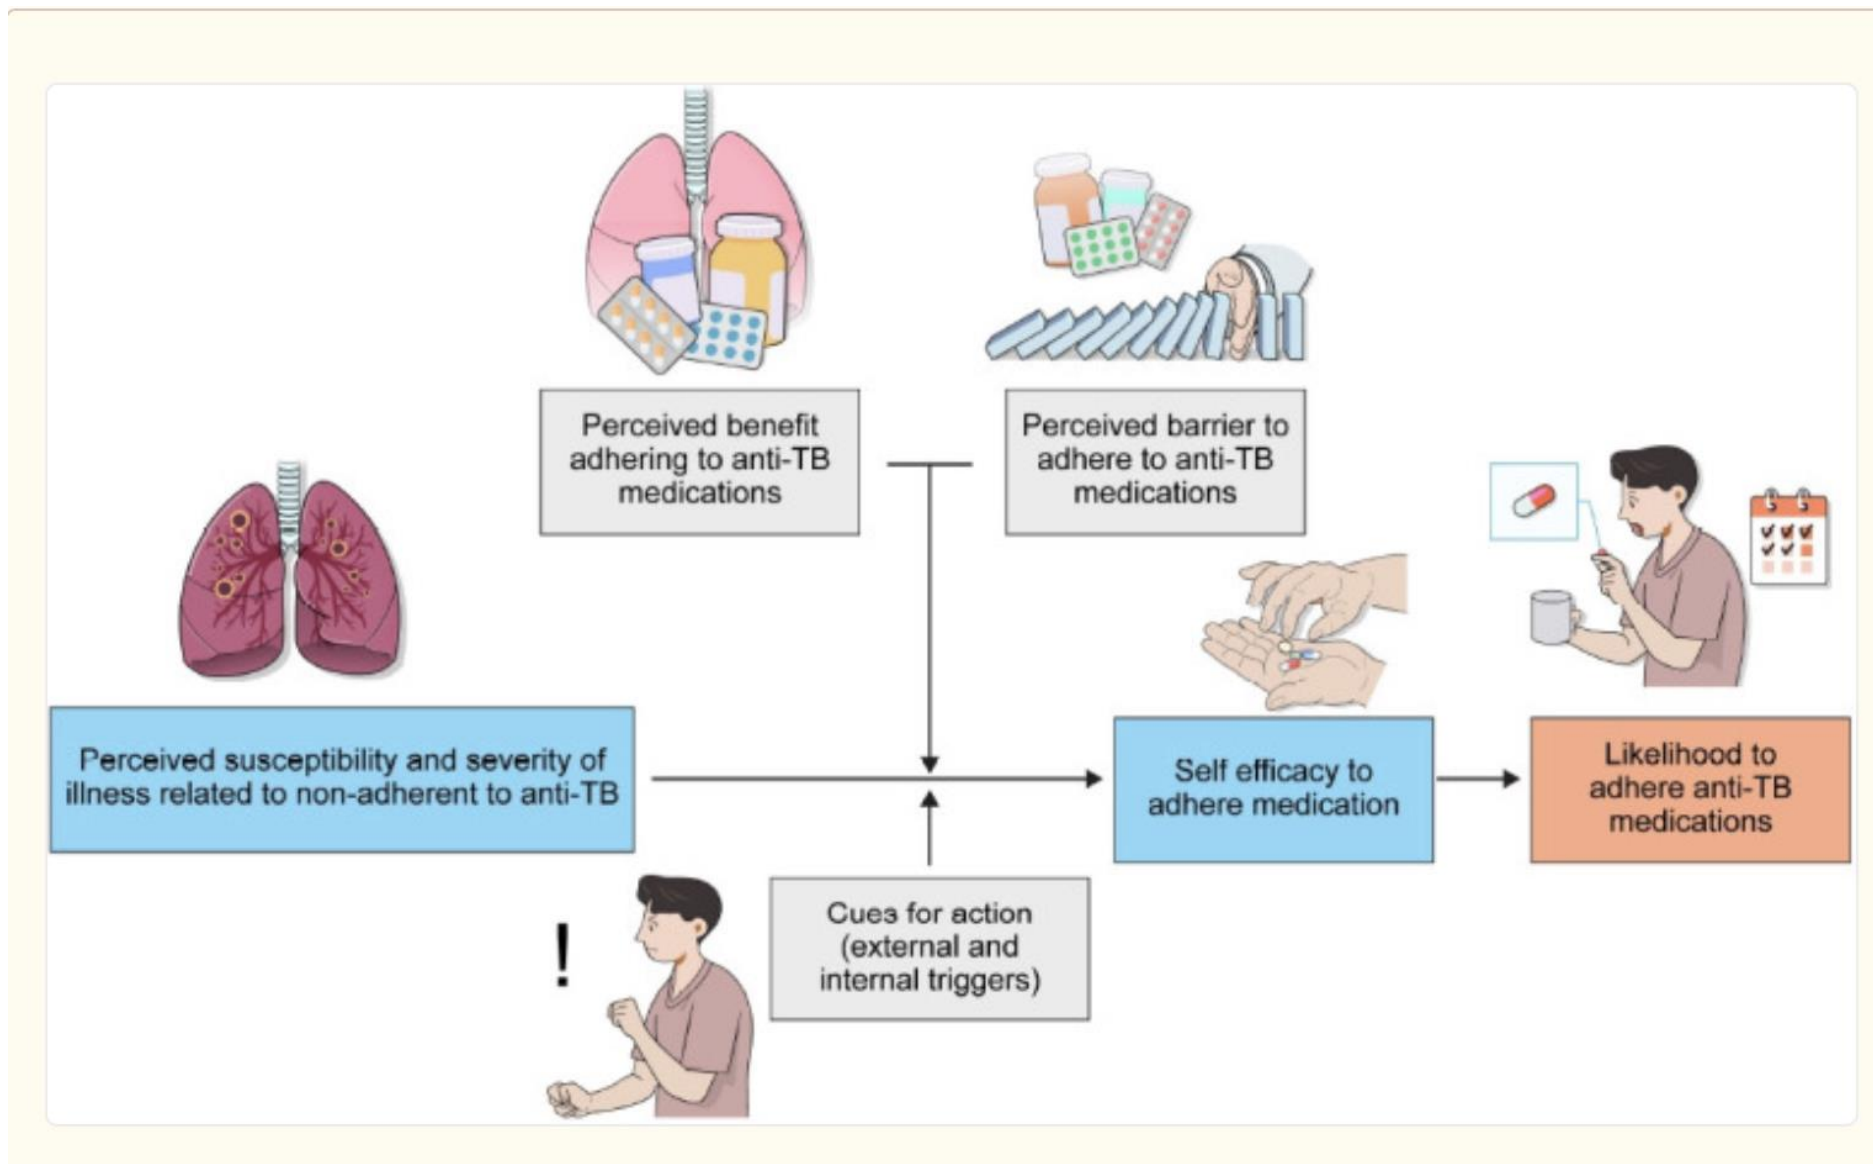 Perceived benefit
adhering to anti-TB
medications
Perceived barrier to
adhere to anti-TB
medications
Perceived susceptibility and severity of
illness related to non-adherent to anti-TB
Self efficacy to
adhere medication
Likelihood to
adhere anti-TB
medications
!
Cues for action
(external and
internal triggers)